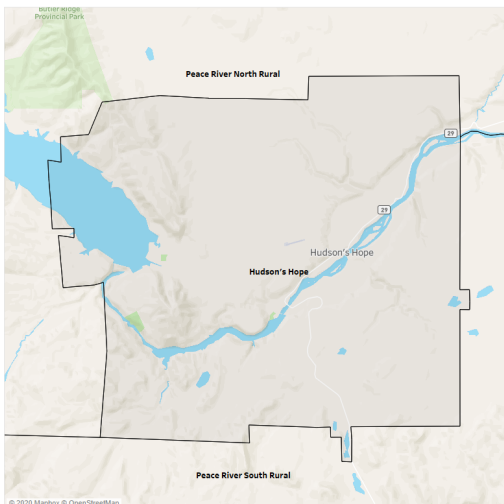 Butler Ridge
Provincial Park
Peace River North Rural
29
29
Hudson's Hope
Hudson's Hope
Peace River South Rural
© 2020 Mapbox © OpenStreetMap